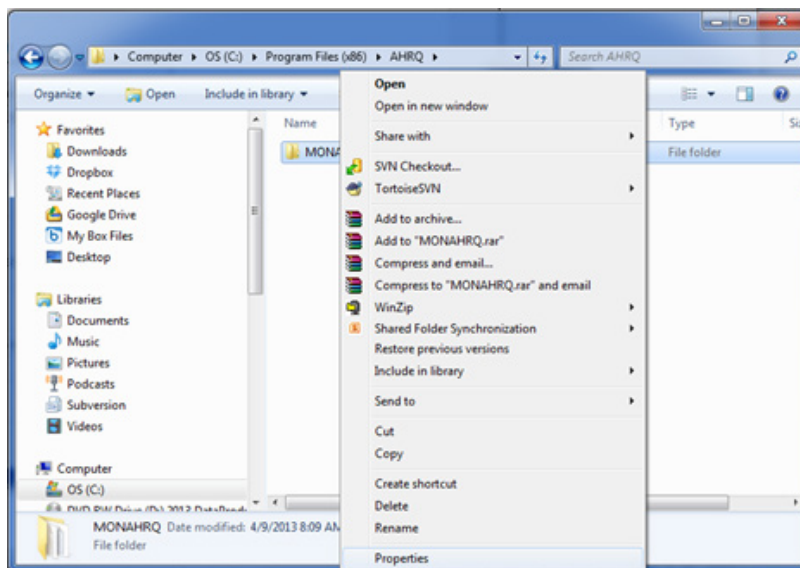 Computer ▸ OS (C:) ▸ Program Files (x86) ▸ AHRQ ▸
Search AHRQ
Organize
Open
Include in library
Name
Type
Favorites
Downloads
Dropbox
Recent Places
Google Drive
My Box Files
Desktop
Libraries
Documents
Music
Pictures
Podcasts
Subversion
Videos
Computer
OS (C:)
MONA
File folder
Open
Open in new window
Share with
SVN Checkout...
TortoiseSVN
Add to archive...
Add to "MONAHRQ.rar"
Compress and email...
Compress to "MONAHRQ.rar" and email
WinZip
Shared Folder Synchronization
Restore previous versions
Include in library
Send to
Cut
Copy
Create shortcut
Delete
Rename
Properties
MONAHRQ Date modified: 4/9/2013 8:09 AM
File folder